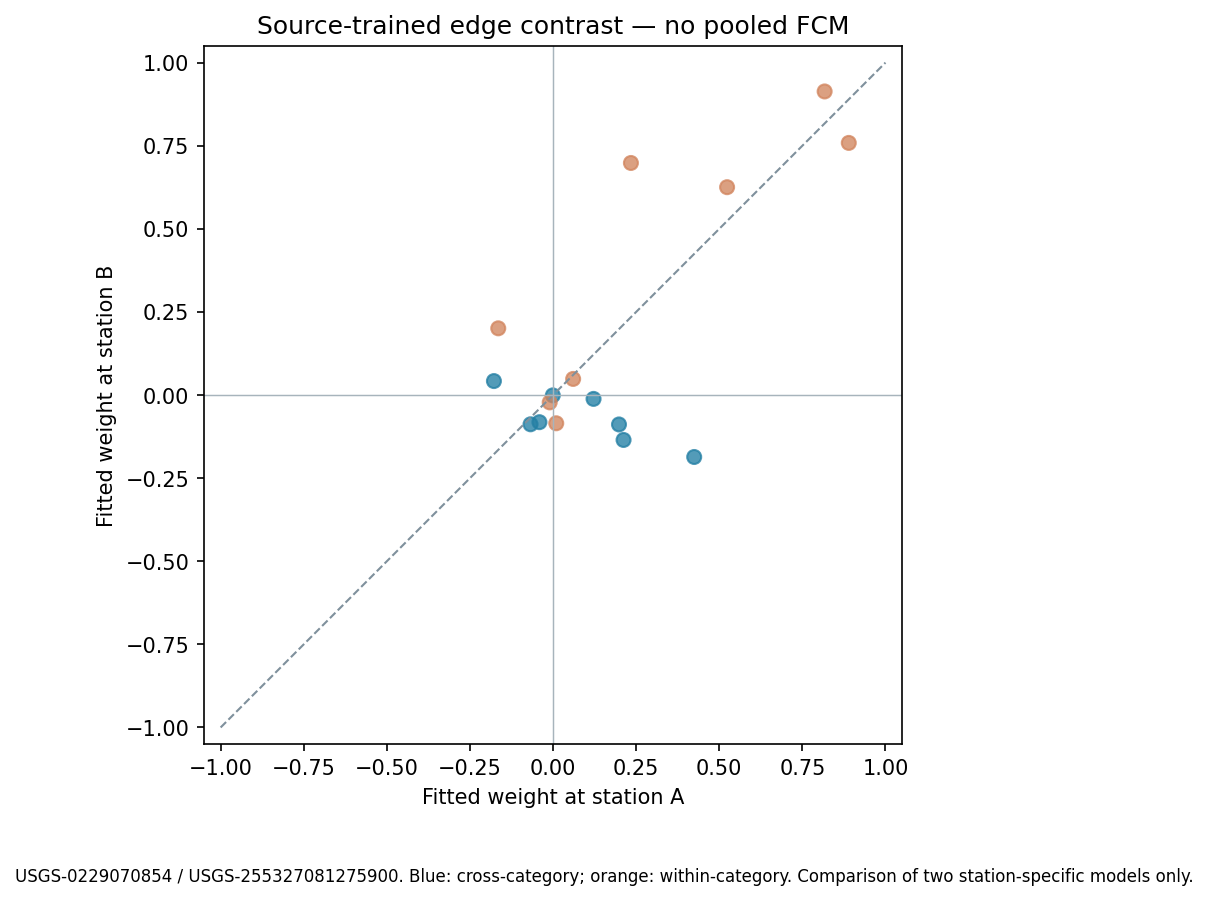 Source-trained edge contrast — no pooled FCM
1.00
0.75
0.50
0.25
0.00
−0.25
−0.50
−0.75
−1.00
Fitted weight at station B
−1.00 −0.75 −0.50 −0.25 0.00 0.25 0.50 0.75 1.00
Fitted weight at station A
USGS-0229070854 / USGS-255327081275900. Blue: cross-category; orange: within-category. Comparison of two station-specific models only.